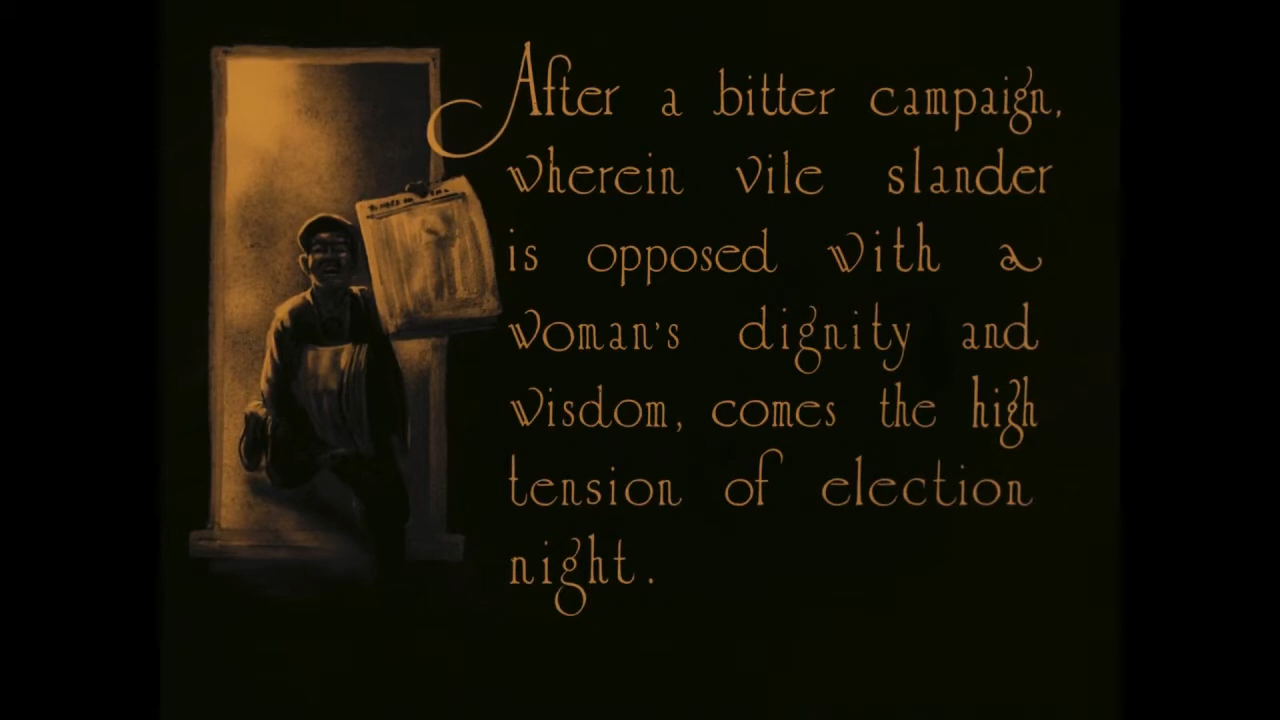 After a bitter campaign,
wherein vile slander
is opposed with a
woman's dignity and
wisdom, comes the high
tension of election
night.